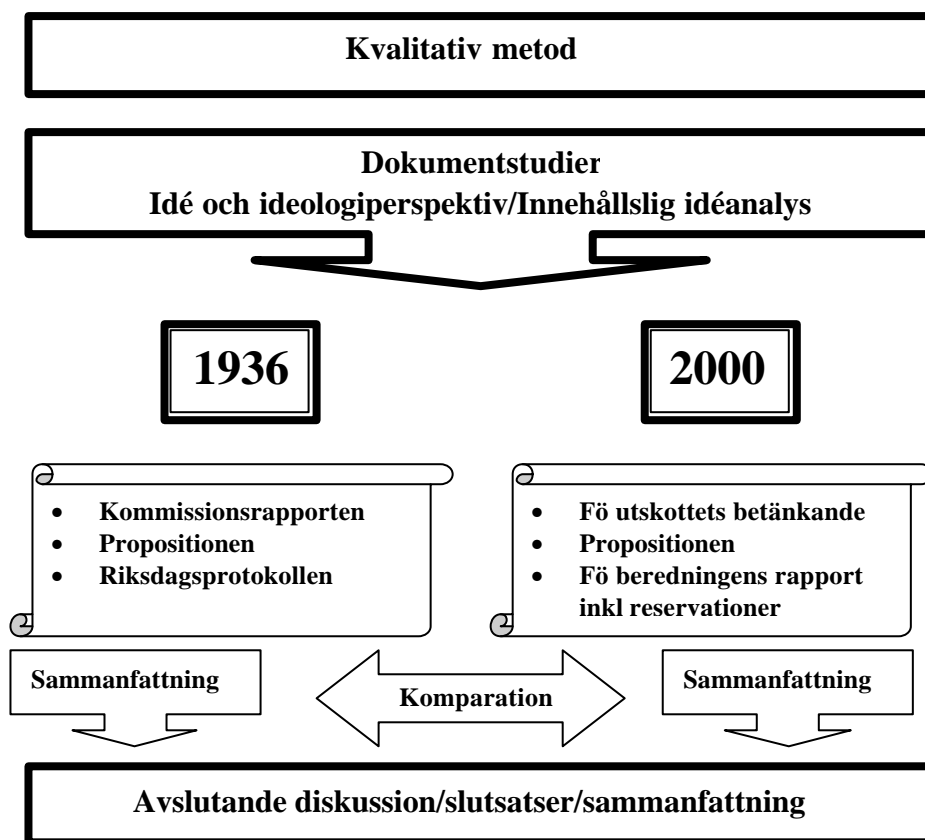 Kvalitativ metod
Dokumentstudier
Idé och ideologiperspektiv/Innehållslig idéanalys
1936
2000
• Kommissionsrapporten
• Propositionen
• Riksdagsprotokollen
• Fö utskottets betänkande
• Propositionen
• Fö beredningens rapport
inkl reservationer
Sammanfattning
Komparation
Sammanfattning
Avslutande diskussion/slutsatser/sammanfattning